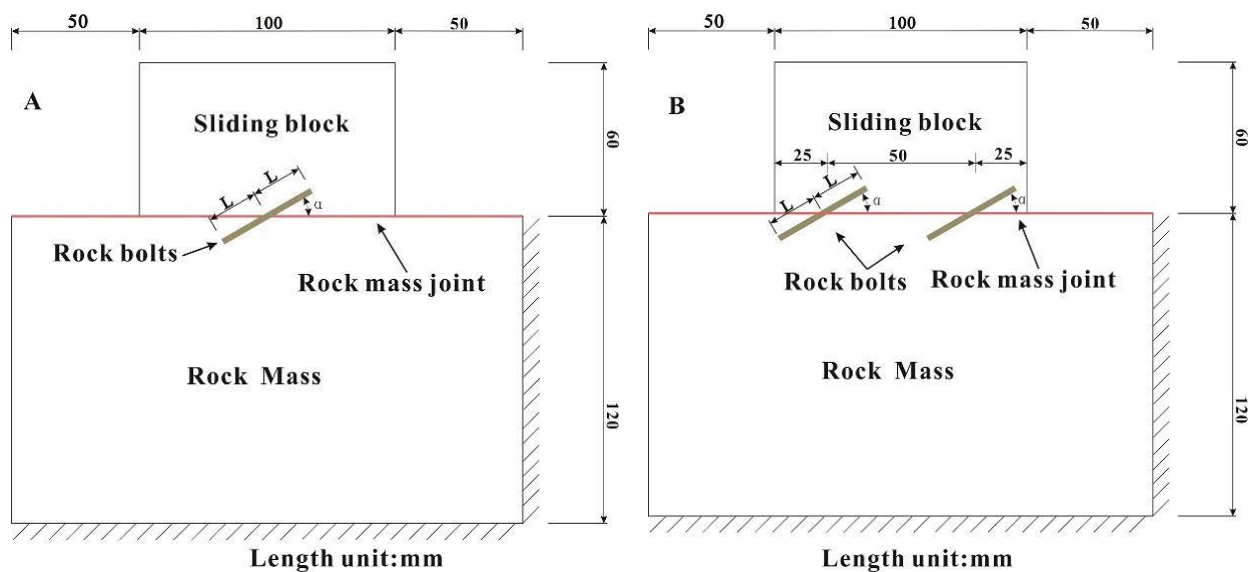 50 100 50
A
Sliding block
60
L
L
α
Rock bolts
Rock mass joint
Rock Mass
120
Length unit:mm
50 100 50
B
Sliding block
60
25 50 25
L
L
α
α
Rock bolts
Rock mass joint
Rock Mass
120
Length unit:mm